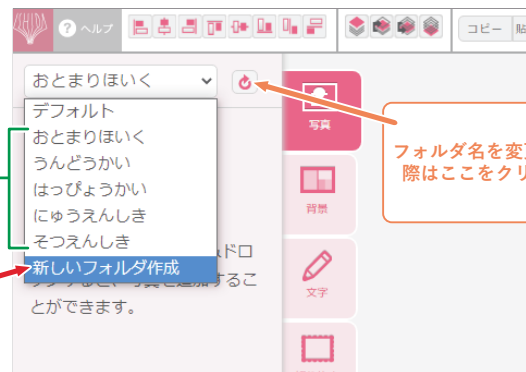 ヘルプ
コピー
貼
おとまりほいく
デフォルト
おとまりほいく
うんどうかい
はっぴょうかい
にゅうえんしき
そつえんしき
新しいフォルダ作成
ドロ
とができます。
写真
背景
文字
フォルダ名を変
際はここをクリ